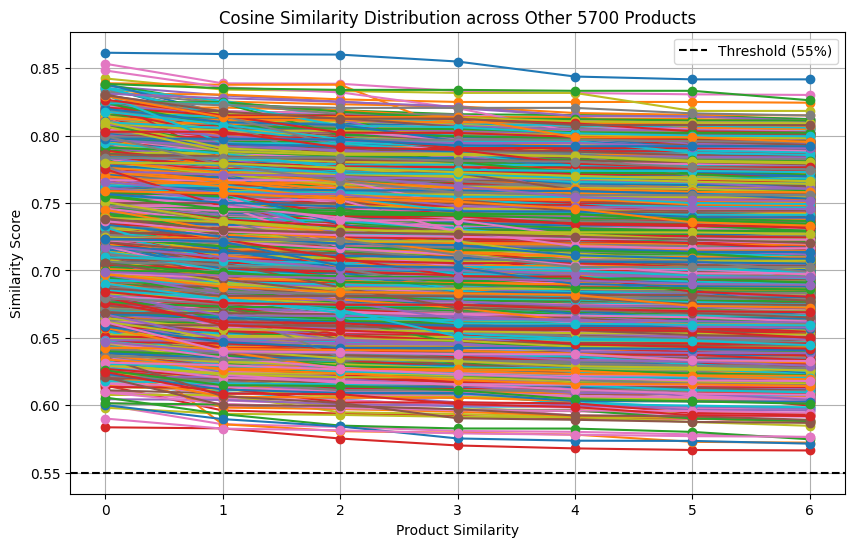 Cosine Similarity Distribution across Other 5700 Products
Threshold (55%)
Similarity Score
0.85
0.80
0.75
0.70
0.65
0.60
0.55
0 1 2 3 4 5 6
Product Similarity